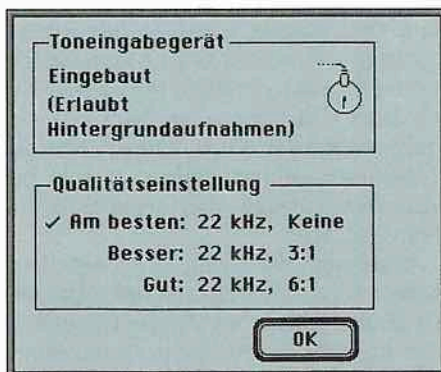 Toneingabegerät
Eingebaut
(Erlaubt
Hintergrundaufnahmen)
Qualitätseinstellung
✓ Am besten: 22 kHz, Keine
Besser: 22 kHz, 3:1
Gut: 22 kHz, 6:1
OK